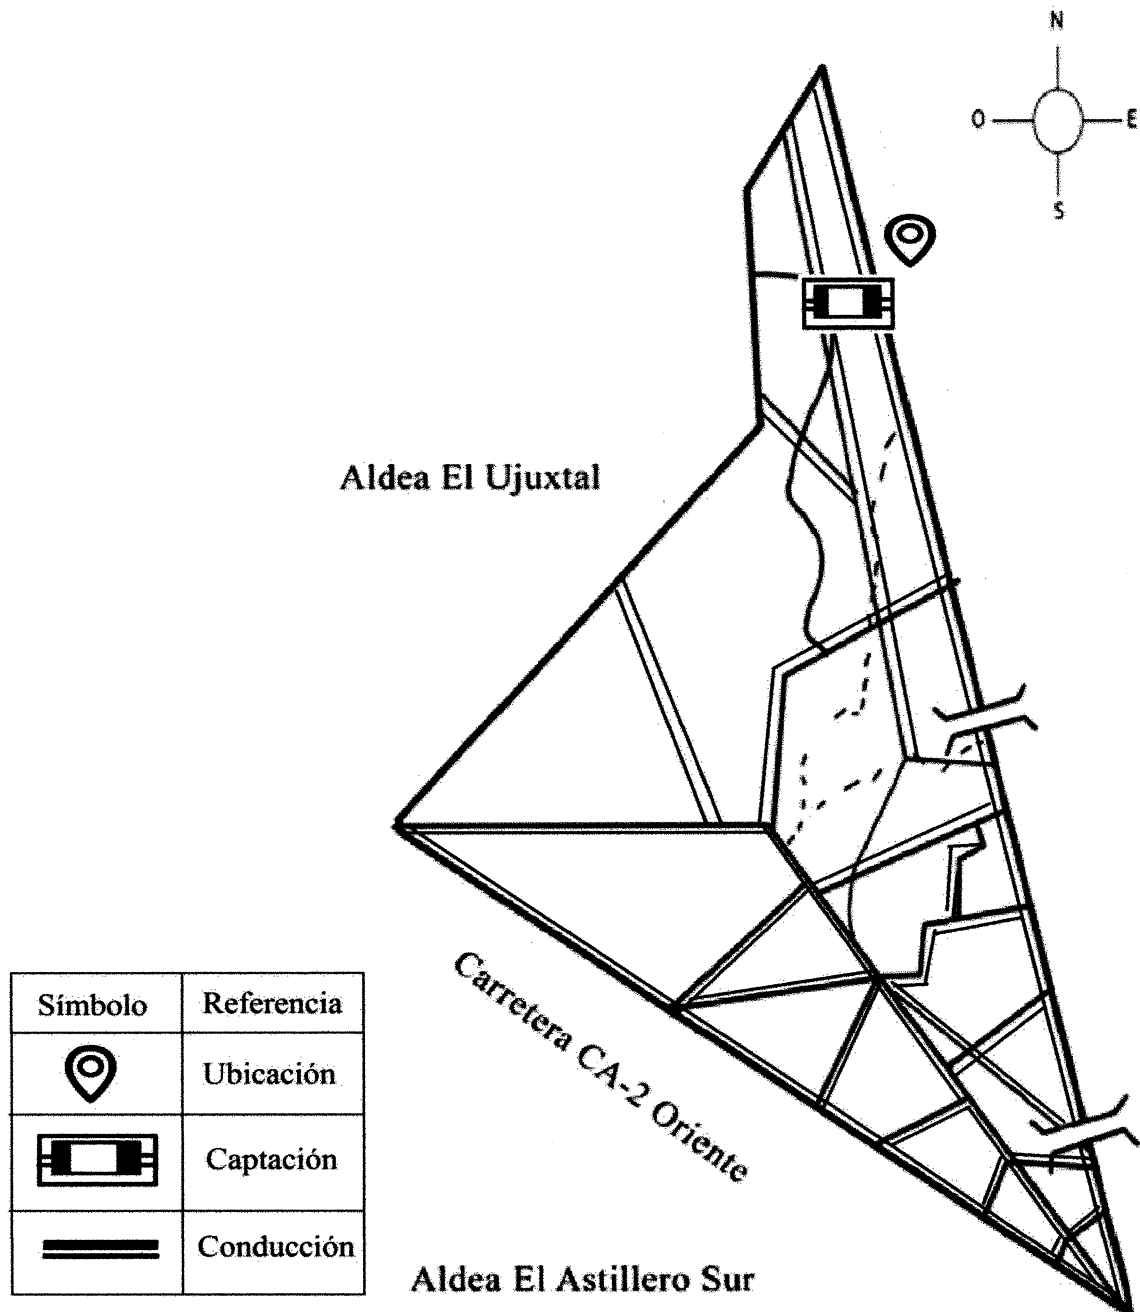 N
O E
S
Aldea El Ujuxtal
Carretera CA-2 Oriente
Símbolo Referencia
Ubicación
Captación
Conducción
Aldea El Astillero Sur